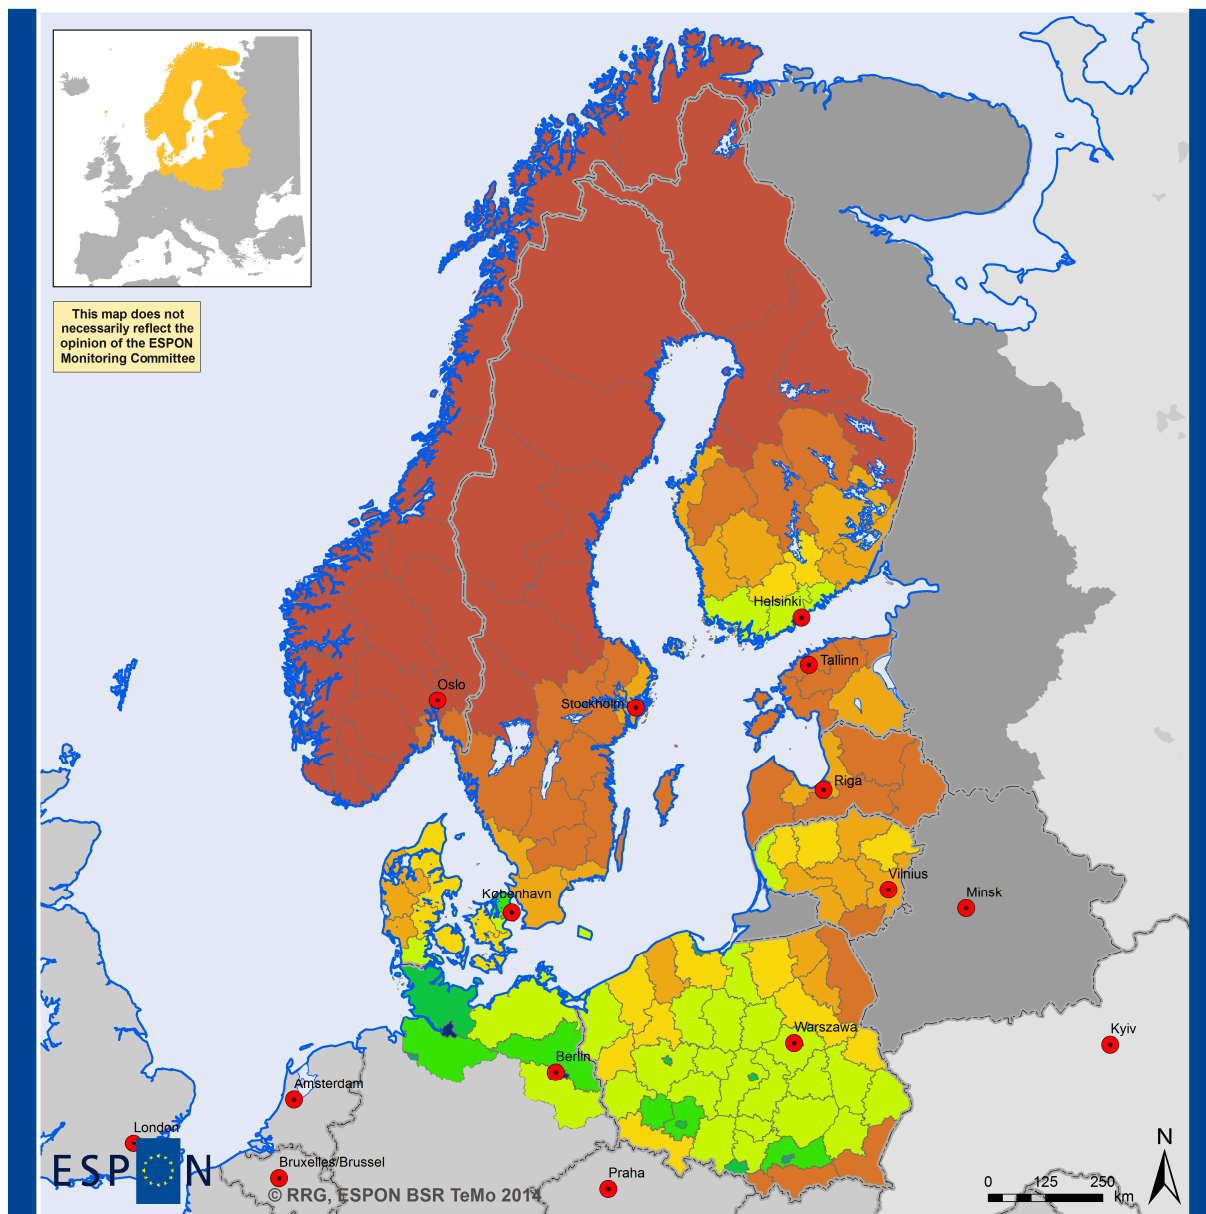 This map does not
necessarily reflect the
opinion of the ESPON
Monitoring Committee
Helsinki
Tallinn
Oslo
Stockholm
Riga
Vilnius
Minsk
København
Warszawa
Kyiv
Berlin
Amsterdam
London
Bruxelles/Brussel
Praha
ESPON
© RRG, ESPON BSR TeMo 2014
N
0 125 250
km